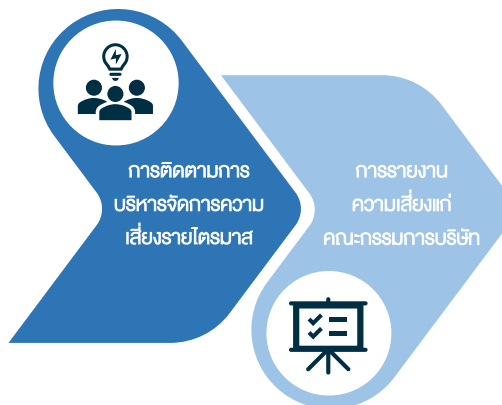 การติดตามการ
บริหารจัดการความ
เสี่ยงรายไตรมาส
การรายงาน
ความเสี่ยงแก่
คณะกรรมการบริษัท